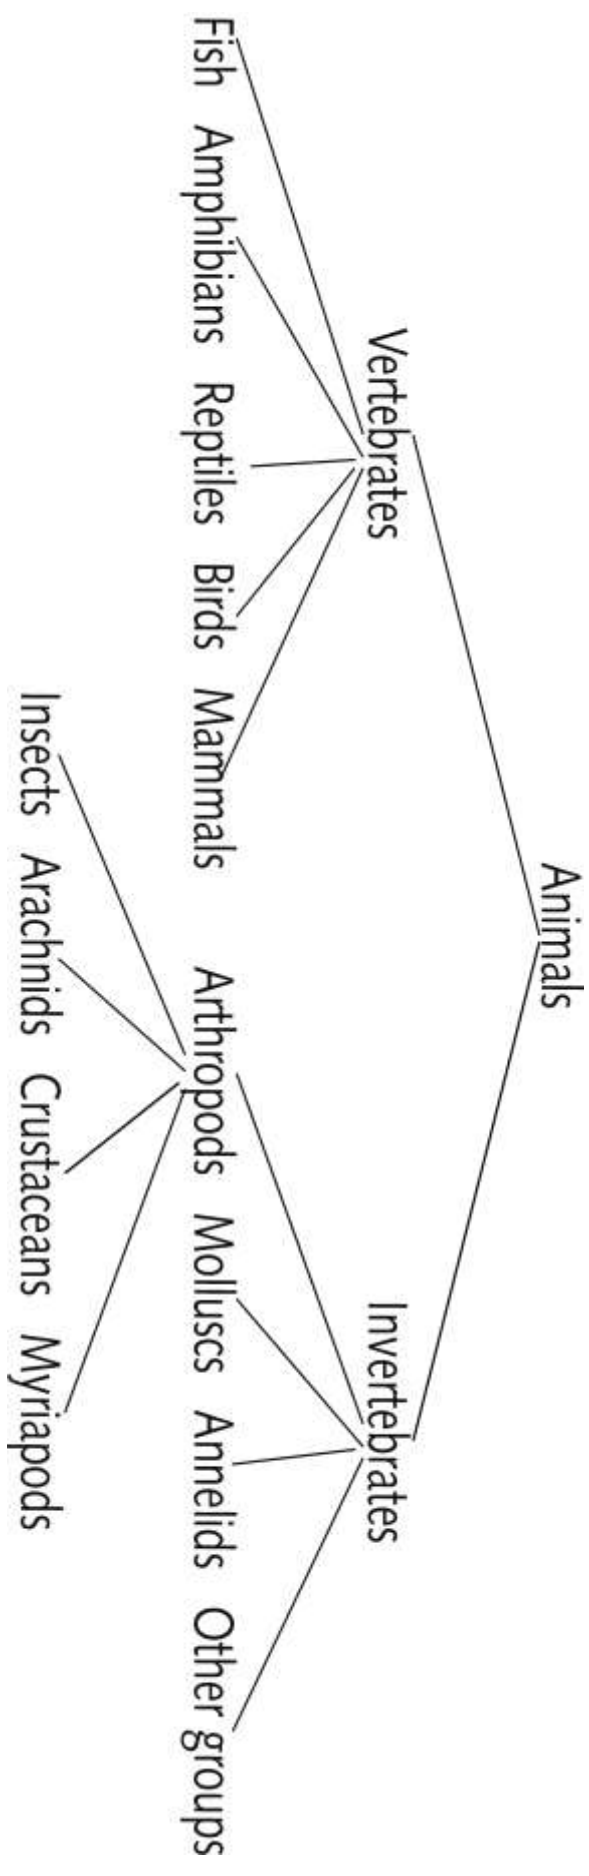 Animals
Vertebrates Invertebrates
Fish Amphibians Reptiles Birds Mammals Arthropods Molluscs Annelids Other groups
Insects Arachnids Crustaceans Myriapods